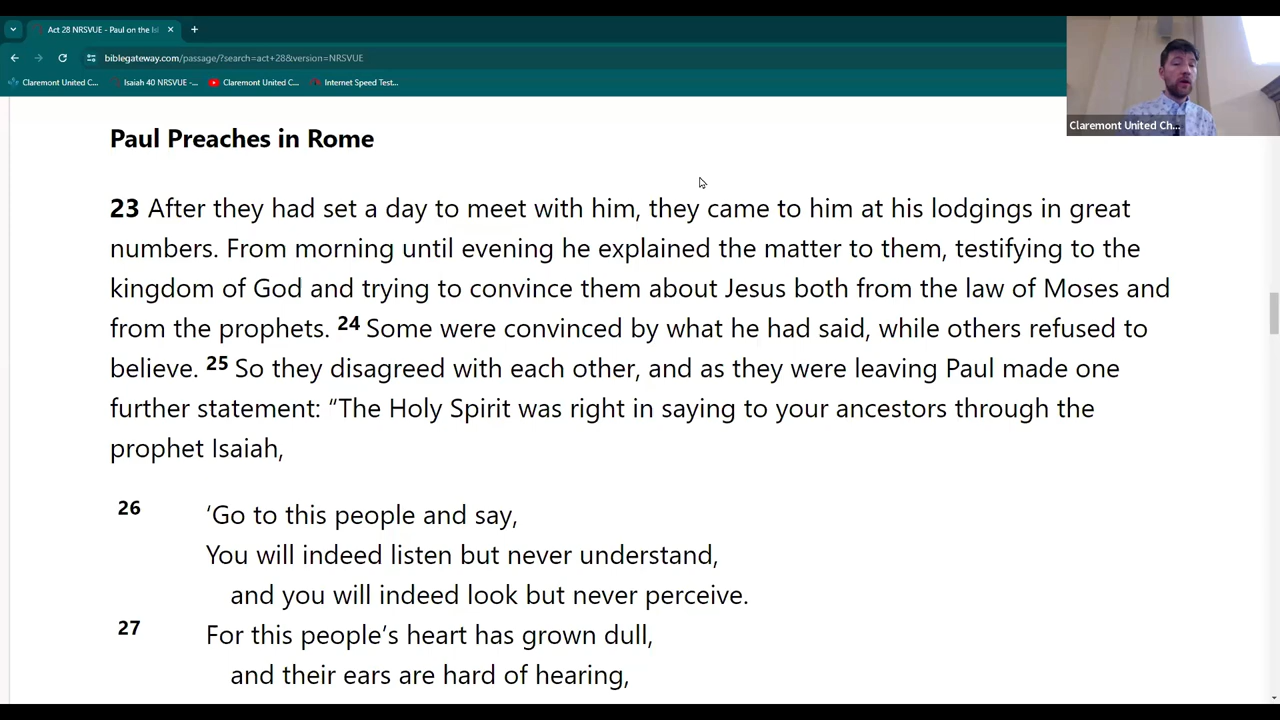 Act 28 NRSVUE - Paul on the Isl
biblegateway.com/passage/?search=act+28&version=NRSVUE
Claremont United C... Isaiah 40 NRSVUE -... Claremont United C... Internet Speed Test...
Claremont United Ch...
Paul Preaches in Rome
23 After they had set a day to meet with him, they came to him at his lodgings in great
numbers. From morning until evening he explained the matter to them, testifying to the
kingdom of God and trying to convince them about Jesus both from the law of Moses and
from the prophets. 24 Some were convinced by what he had said, while others refused to
believe. 25 So they disagreed with each other, and as they were leaving Paul made one
further statement: “The Holy Spirit was right in saying to your ancestors through the
prophet Isaiah,
26 ‘Go to this people and say,
You will indeed listen but never understand,
and you will indeed look but never perceive.
27 For this people’s heart has grown dull,
and their ears are hard of hearing,